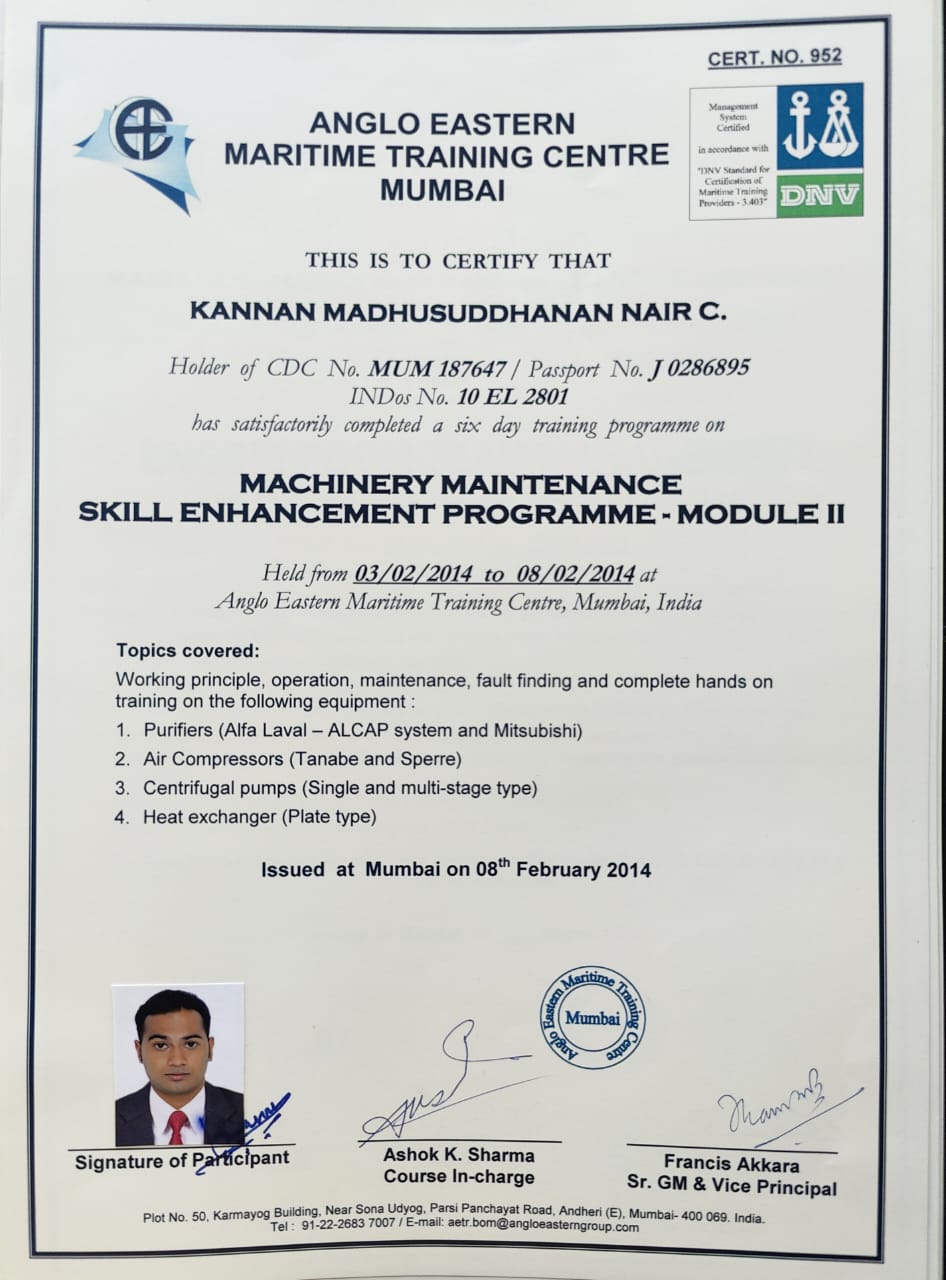 CERT. NO. 952
AE
ANGLO EASTERN
MARITIME TRAINING CENTRE
MUMBAI
Management
System
Certified
in accordance with
"DNV Standard for
Certification of
Maritime Training
Providers - 3.403"
DNV
THIS IS TO CERTIFY THAT
KANNAN MADHUSUDDHANAN NAIR C.
Holder of CDC No. MUM 187647 / Passport No. J 0286895
INDos No. 10 EL 2801
has satisfactorily completed a six day training programme on
MACHINERY MAINTENANCE
SKILL ENHANCEMENT PROGRAMME - MODULE II
Held from 03/02/2014 to 08/02/2014 at
Anglo Eastern Maritime Training Centre, Mumbai, India
Topics covered:
Working principle, operation, maintenance, fault finding and complete hands on
training on the following equipment :
1. Purifiers (Alfa Laval – ALCAP system and Mitsubishi)
2. Air Compressors (Tanabe and Sperre)
3. Centrifugal pumps (Single and multi-stage type)
4. Heat exchanger (Plate type)
Issued at Mumbai on 08th February 2014
Anglo Eastern Maritime Training Centre
Mumbai
Signature of Participant
Ashok K. Sharma
Course In-charge
Francis Akkara
Sr. GM & Vice Principal
Plot No. 50, Karmayog Building, Near Sona Udyog, Parsi Panchayat Road, Andheri (E), Mumbai- 400 069. India.
Tel : 91-22-2683 7007 / E-mail: aetr.bom@angloeasterngroup.com